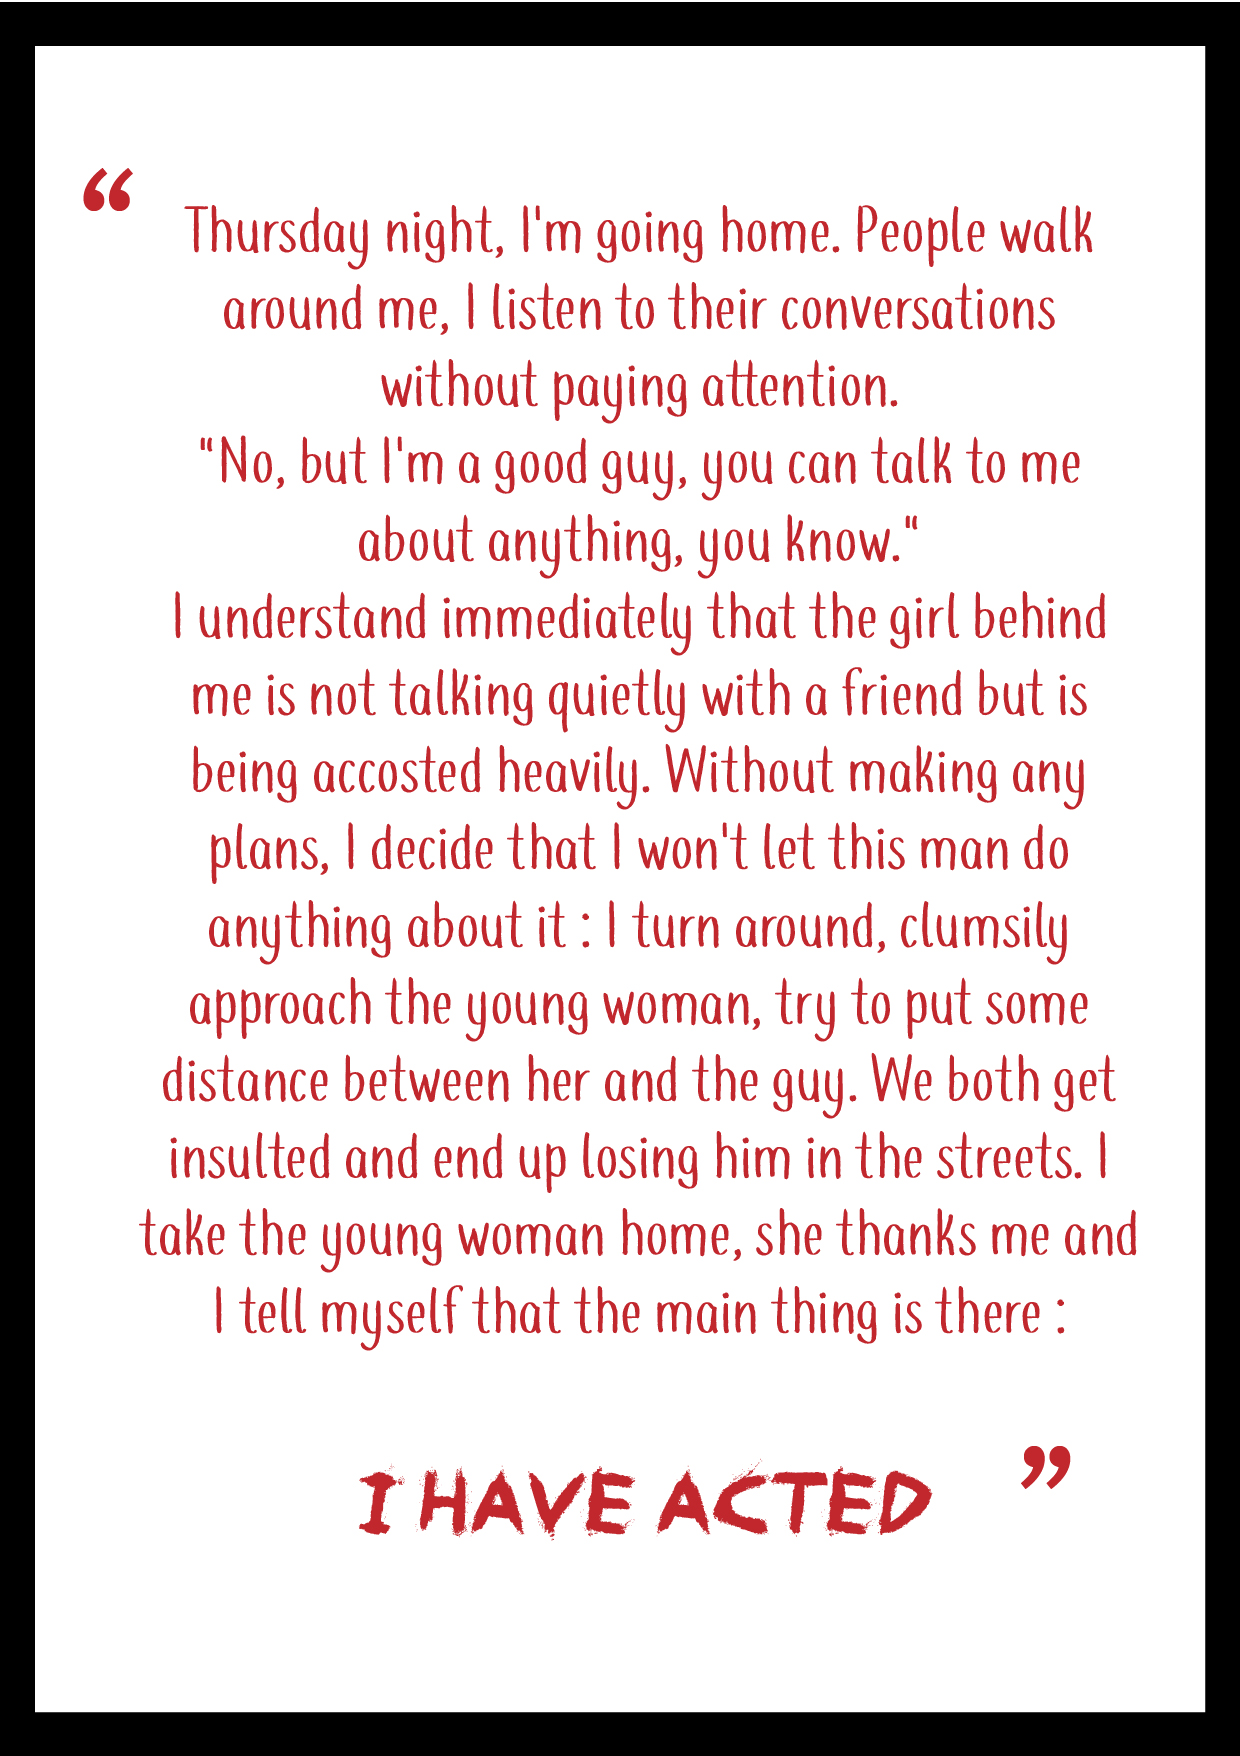 “ Thursday night, I'm going home. People walk
around me, I listen to their conversations
without paying attention.
"No, but I'm a good guy, you can talk to me
about anything, you know."
I understand immediately that the girl behind
me is not talking quietly with a friend but is
being accosted heavily. Without making any
plans, I decide that I won't let this man do
anything about it : I turn around, clumsily
approach the young woman, try to put some
distance between her and the guy. We both get
insulted and end up losing him in the streets. I
take the young woman home, she thanks me and
I tell myself that the main thing is there :
I HAVE ACTED ”